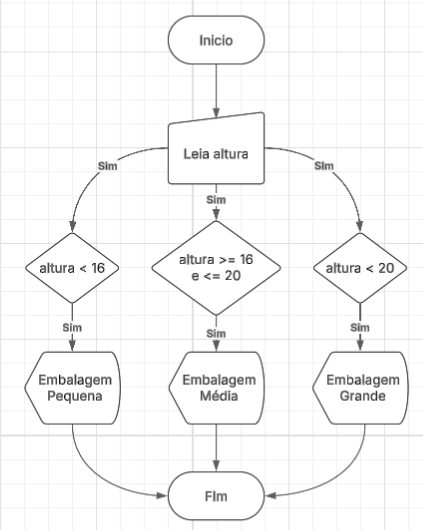 Inicio
Leia altura
Sim
Sim
SIm
altura < 16
altura >= 16
e <= 20
altura < 20
Sim
Sim
Sim
Embalagem
Pequena
Embalagem
Média
Embalagem
Grande
FIm